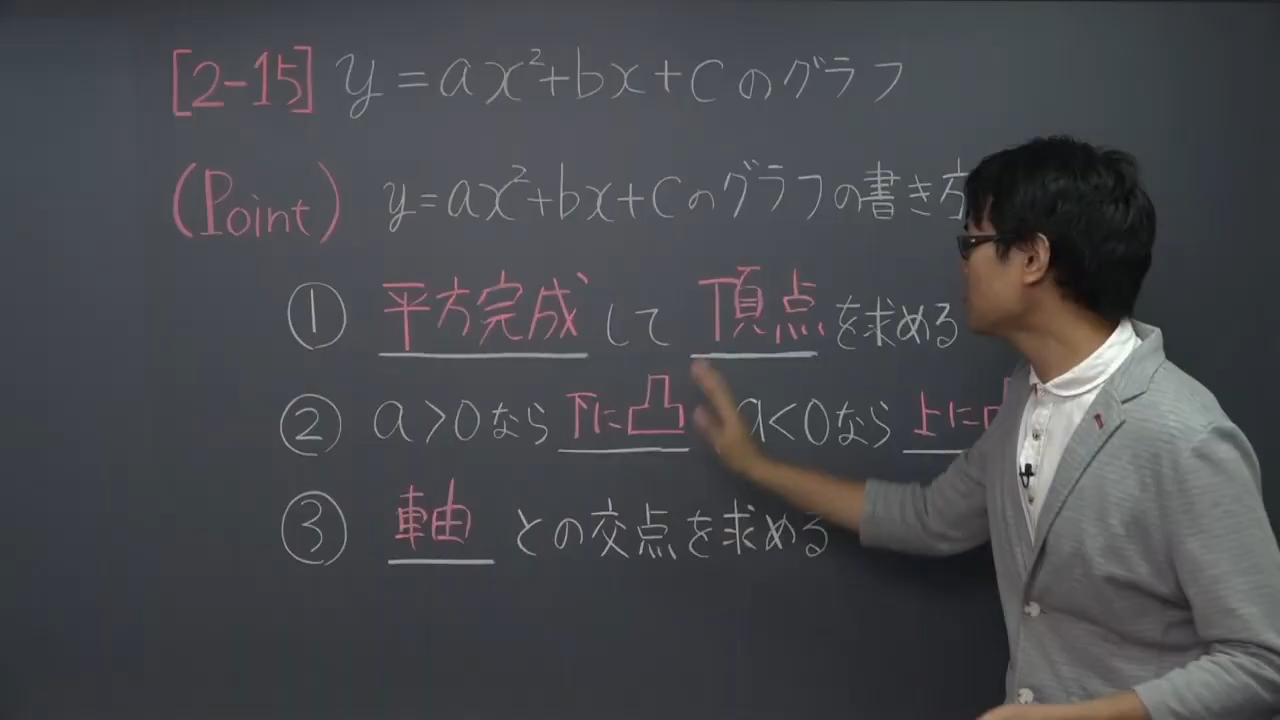 [2-15] y=ax²+bx+cのグラフ
(Point) y=ax²+bx+cのグラフの書き方
① 平方完成して頂点を求める
② a>0なら下に凸 a<0なら上に
③ 軸との交点を求める